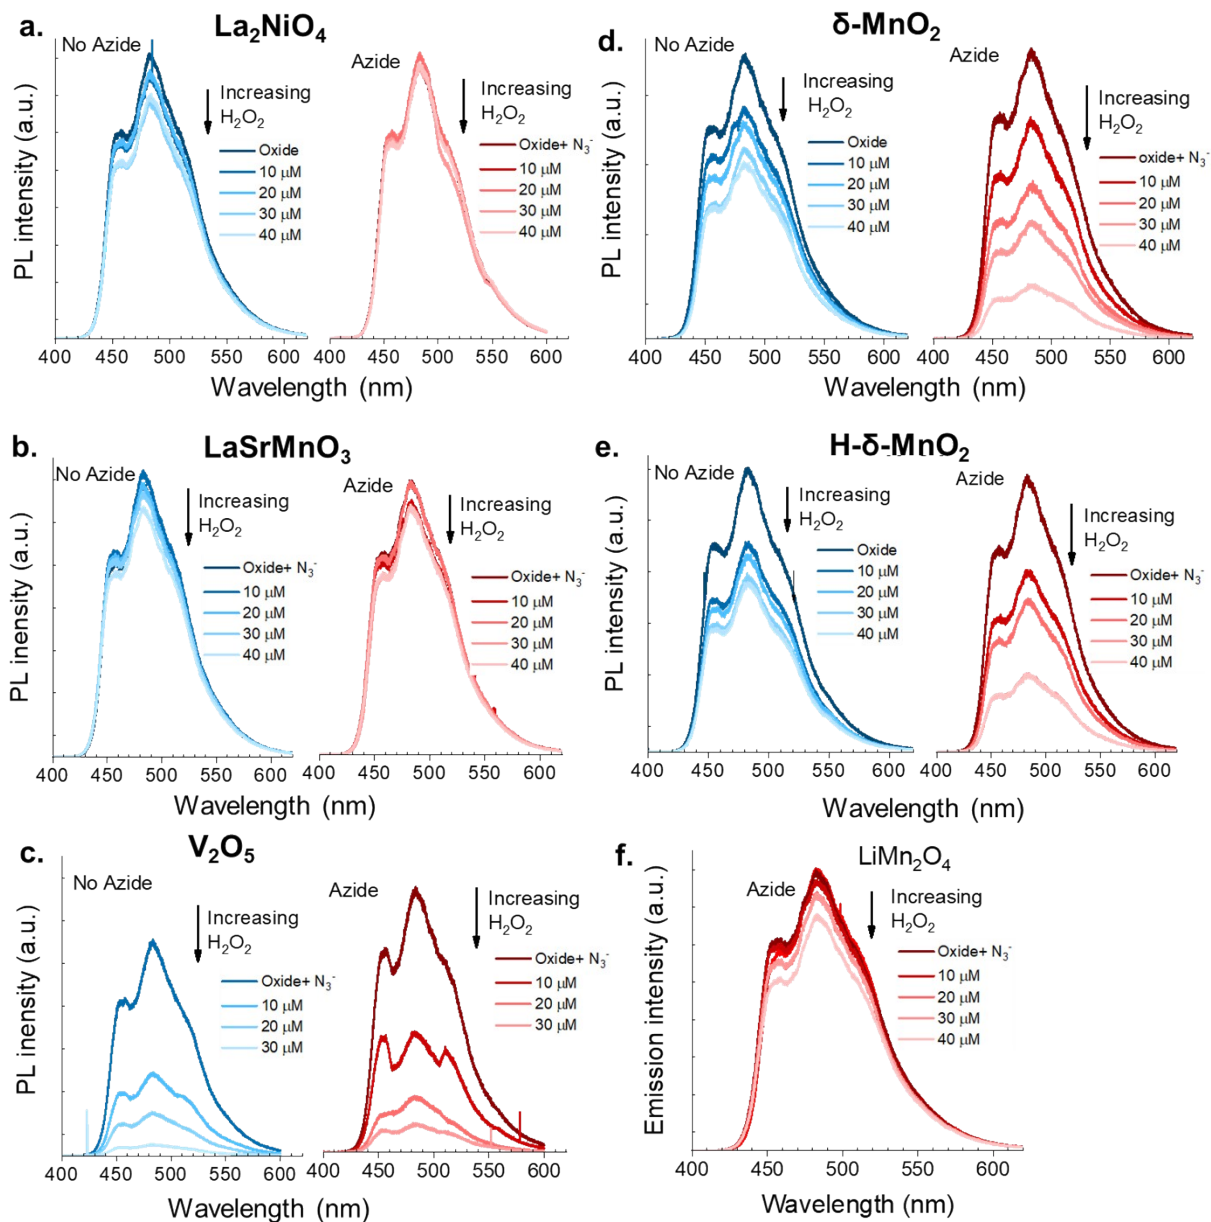 a.
La₂NiO₄
No Azide
Increasing
H₂O₂
Oxide
10 μM
20 μM
30 μM
40 μM
Azide
Increasing
H₂O₂
Oxide+ N₃⁻
10 μM
20 μM
30 μM
40 μM
PL intensity (a.u.)
400 450 500 550 600
400 450 500 550 600
Wavelength (nm)
d.
δ-MnO₂
No Azide
Increasing
H₂O₂
Oxide
10 μM
20 μM
30 μM
40 μM
Azide
Increasing
H₂O₂
oxide+ N₃⁻
10 μM
20 μM
30 μM
40 μM
PL intensity (a.u.)
400 450 500 550 600
400 450 500 550 600
Wavelength (nm)
b.
LaSrMnO₃
No Azide
Increasing
H₂O₂
Oxide+ N₃⁻
10 μM
20 μM
30 μM
40 μM
Azide
Increasing
H₂O₂
Oxide+ N₃⁻
10 μM
20 μM
30 μM
40 μM
PL intensity (a.u.)
400 450 500 550 600
400 450 500 550 600
Wavelength (nm)
e.
H-δ-MnO₂
No Azide
Increasing
H₂O₂
Oxide
10 μM
20 μM
30 μM
40 μM
Azide
Increasing
H₂O₂
Oxide+ N₃⁻
10 μM
20 μM
30 μM
40 μM
PL intensity (a.u.)
400 450 500 550 600
400 450 500 550 600
Wavelength (nm)
c.
V₂O₅
No Azide
Increasing
H₂O₂
Oxide+ N₃⁻
10 μM
20 μM
30 μM
Azide
Increasing
H₂O₂
Oxide+ N₃⁻
10 μM
20 μM
30 μM
PL inensity (a.u.)
400 450 500 550 600
400 450 500 550 600
Wavelength (nm)
f.
LiMn₂O₄
Azide
Increasing
H₂O₂
Oxide+ N₃⁻
10 μM
20 μM
30 μM
40 μM
Emission intensity (a.u.)
400 450 500 550 600
Wavelength (nm)